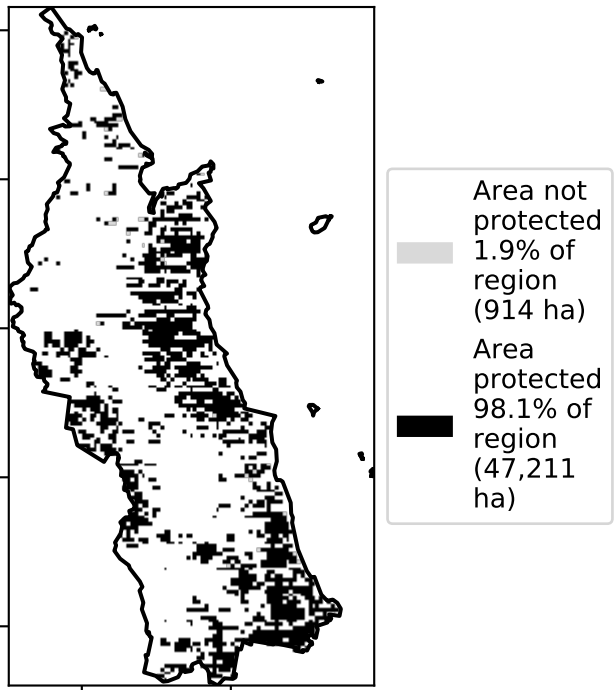 Area not
protected
1.9% of
region
(914 ha)
Area
protected
98.1% of
region
(47,211
ha)